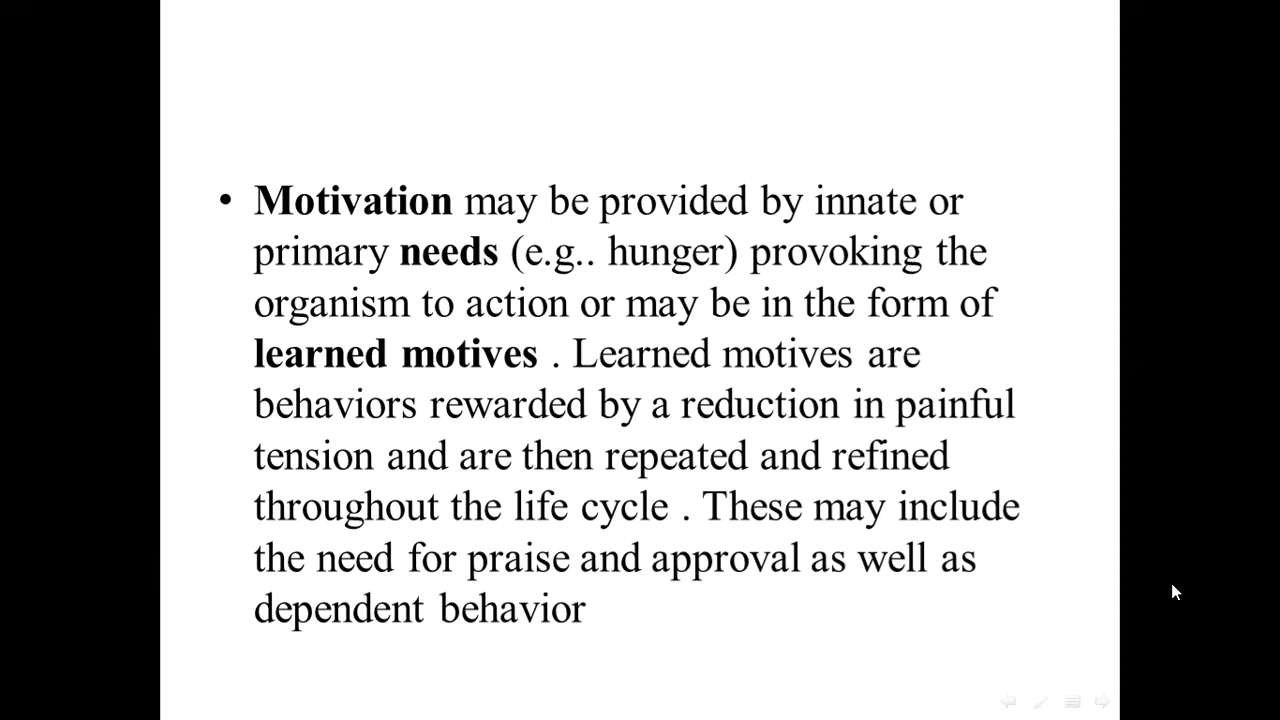 • Motivation may be provided by innate or
primary needs (e.g.. hunger) provoking the
organism to action or may be in the form of
learned motives . Learned motives are
behaviors rewarded by a reduction in painful
tension and are then repeated and refined
throughout the life cycle . These may include
the need for praise and approval as well as
dependent behavior